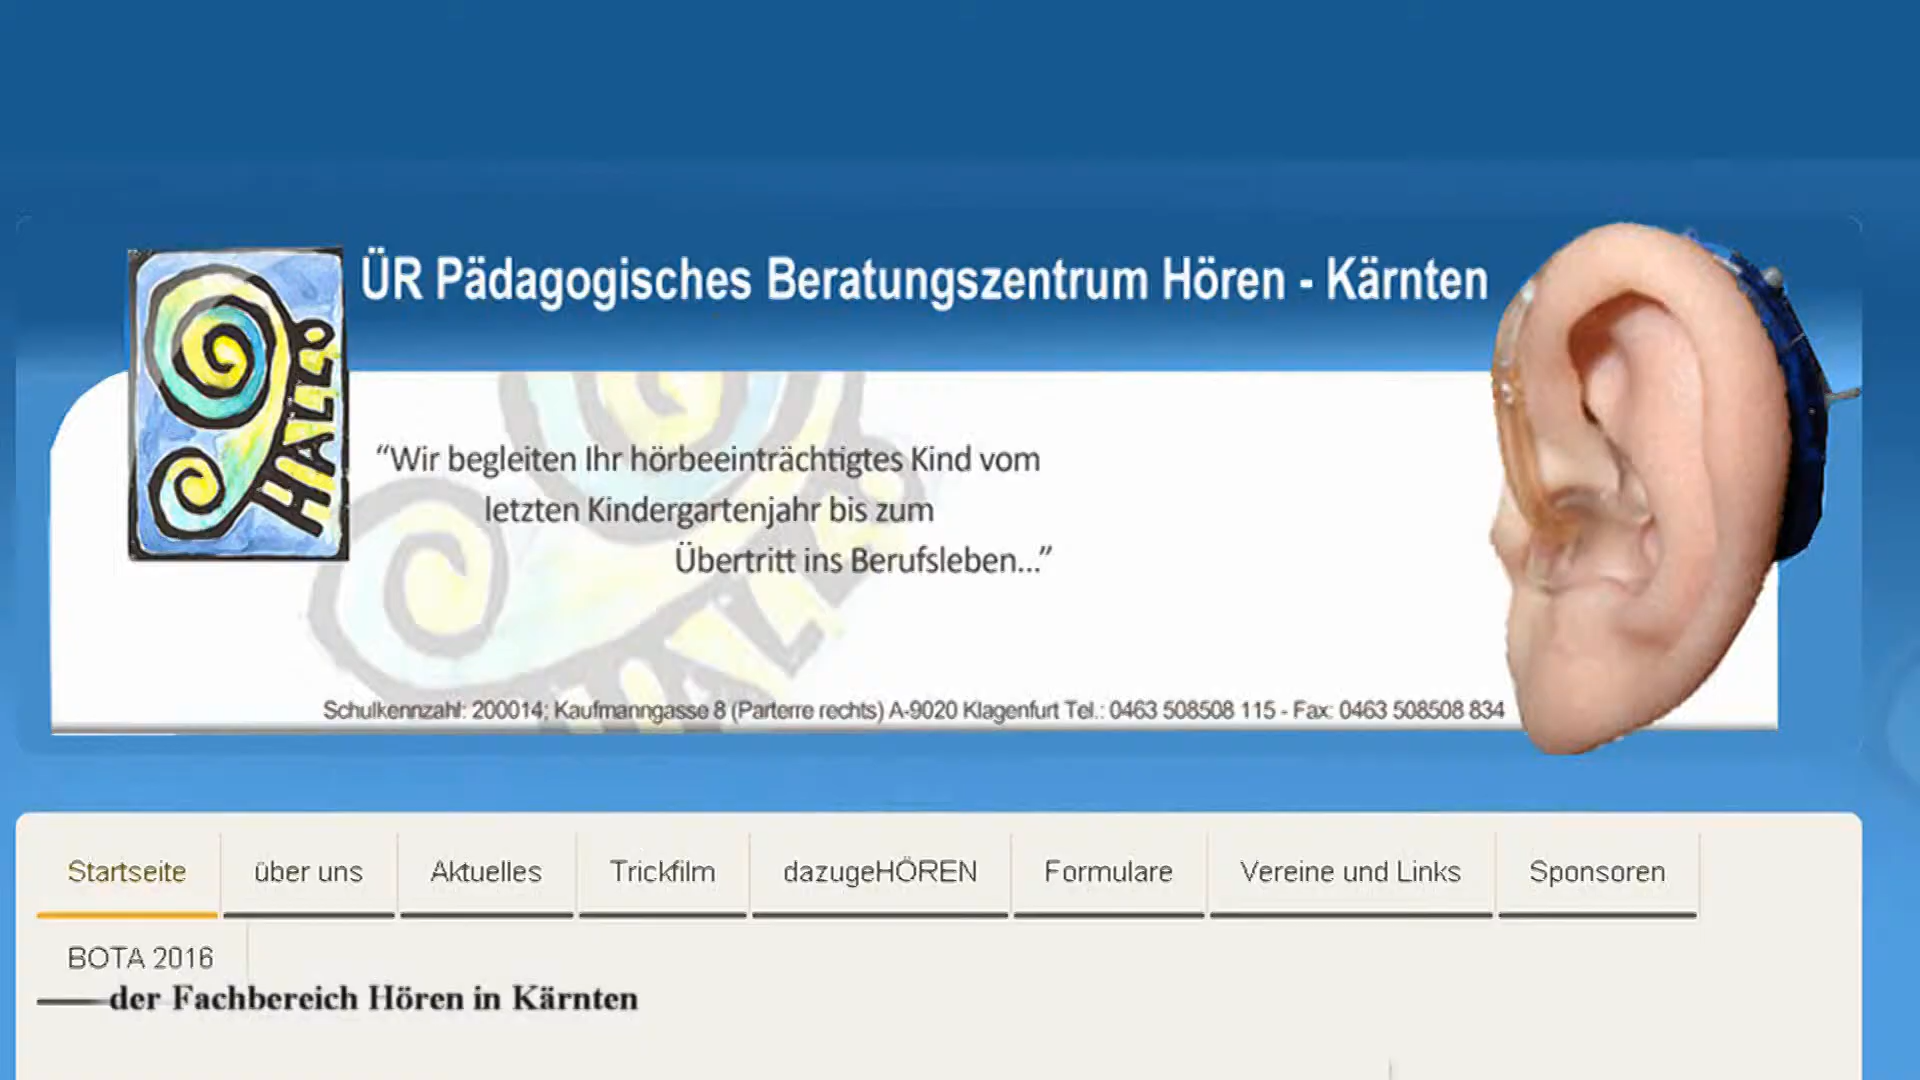 ÜR Pädagogisches Beratungszentrum Hören - Kärnten
HALLO
“Wir begleiten Ihr hörbeeinträchtigtes Kind vom
letzten Kindergartenjahr bis zum
Übertritt ins Berufsleben...”
HALLO
Schulkennzahl: 200014; Kaufmanngasse 8 (Parterre rechts) A-9020 Klagenfurt Tel.: 0463 508508 115 - Fax: 0463 508508 834
Startseite über uns Aktuelles Trickfilm dazugeHÖREN Formulare Vereine und Links Sponsoren
BOTA 2016
der Fachbereich Hören in Kärnten